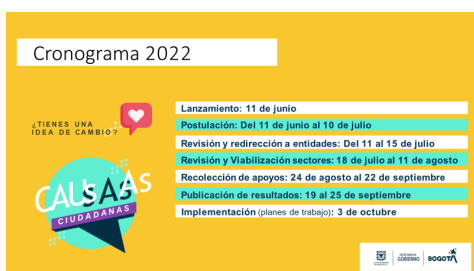 Cronograma 2022
¿TIENES UNA
IDEA DE CAMBIO?
CAUSAS
CIUDADANAS
Lanzamiento: 11 de junio
Postulación: Del 11 de junio al 10 de julio
Revisión y redirección a entidades: Del 11 al 15 de julio
Revisión y Viabilización sectores: 18 de julio al 11 de agosto
Recolección de apoyos: 24 de agosto al 22 de septiembre
Publicación de resultados: 19 al 25 de septiembre
Implementación (planes de trabajo): 3 de octubre
GOBIERNO
BOGOTÁ